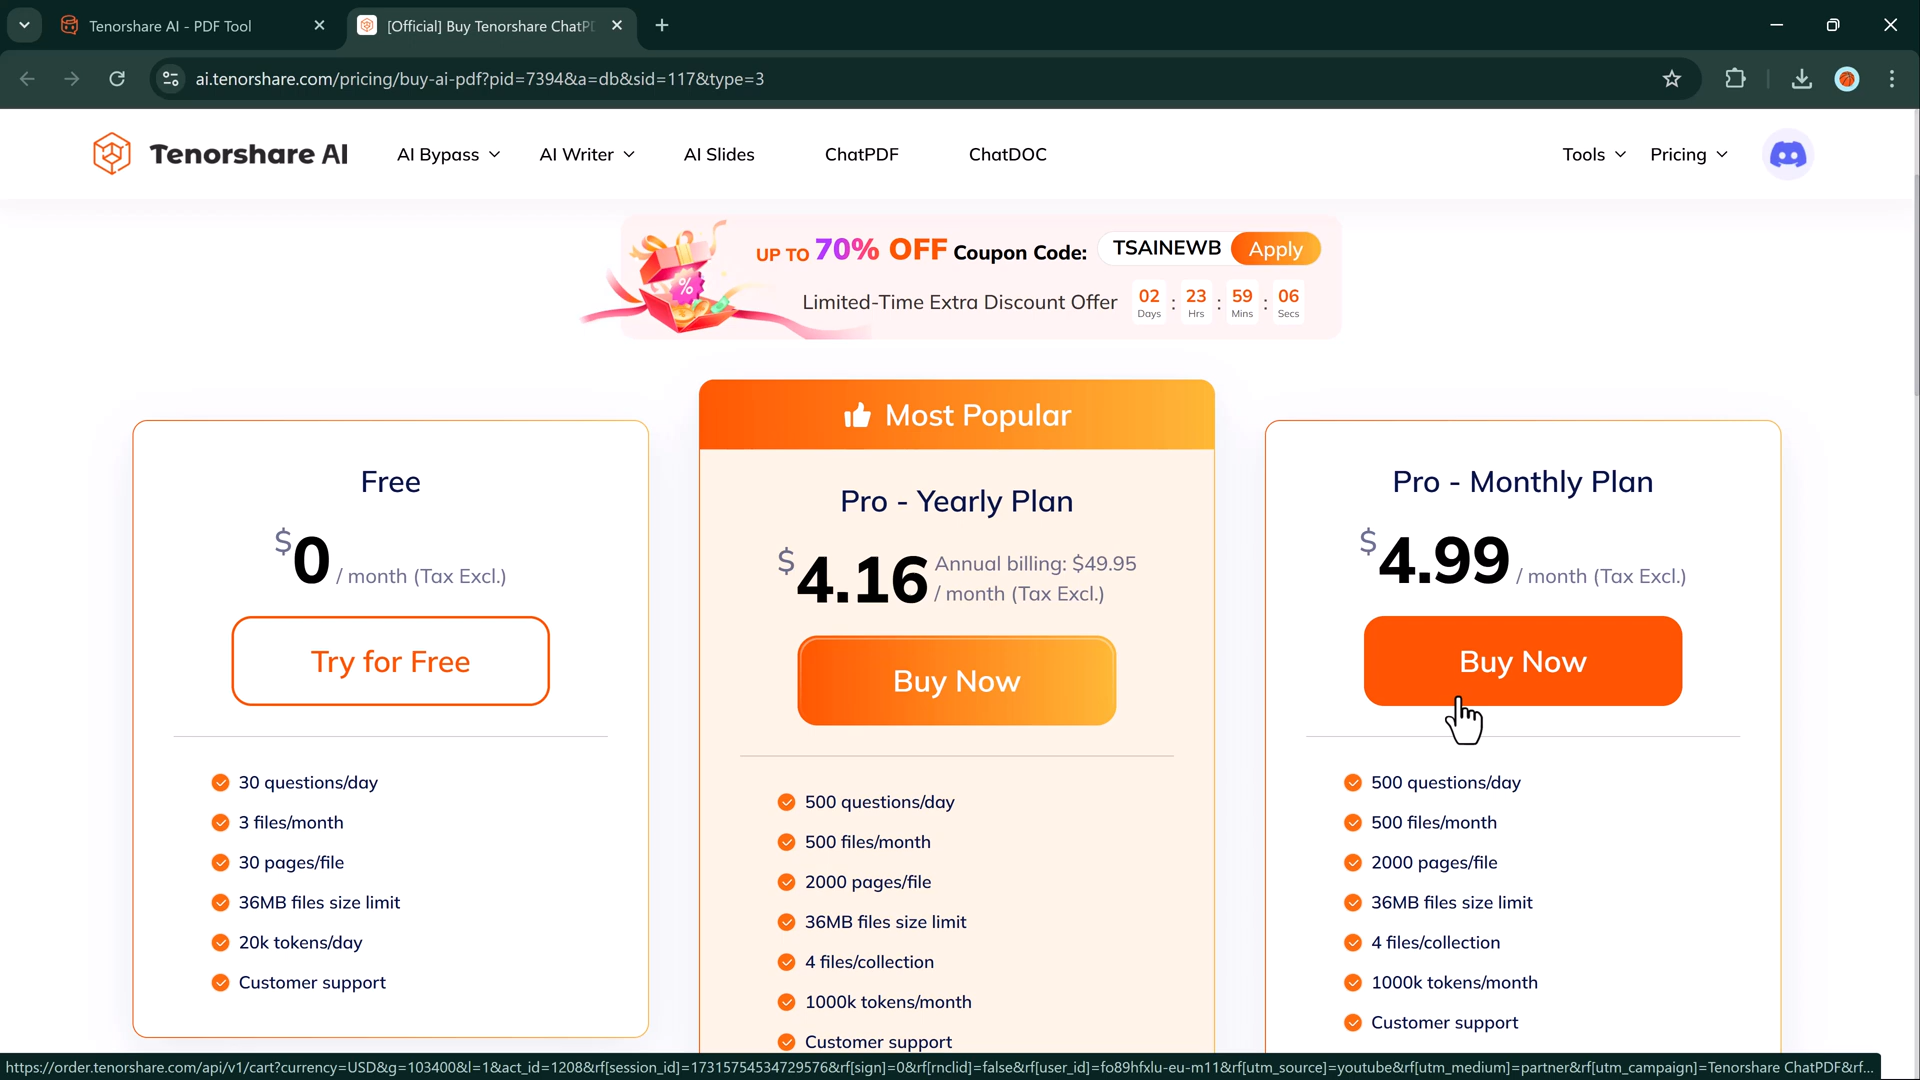 Tenorshare AI - PDF Tool
[Official] Buy Tenorshare ChatPD
ai.tenorshare.com/pricing/buy-ai-pdf?pid=7394&a=db&sid=117&type=3
Tenorshare AI
AI Bypass
AI Writer
AI Slides
ChatPDF
ChatDOC
Tools
Pricing
UP TO 70% OFF Coupon Code: TSAINEWB Apply
Limited-Time Extra Discount Offer 02 : 23 : 59 : 06
Days Hrs Mins Secs
%
Free
$0 / month (Tax Excl.)
Try for Free
30 questions/day
3 files/month
30 pages/file
36MB files size limit
20k tokens/day
Customer support
Most Popular
Pro - Yearly Plan
$4.16 Annual billing: $49.95
/ month (Tax Excl.)
Buy Now
500 questions/day
500 files/month
2000 pages/file
36MB files size limit
4 files/collection
1000k tokens/month
Customer support
Pro - Monthly Plan
$4.99 / month (Tax Excl.)
Buy Now
500 questions/day
500 files/month
2000 pages/file
36MB files size limit
4 files/collection
1000k tokens/month
Customer support
https://order.tenorshare.com/api/v1/cart?currency=USD&g=103400&l=1&act_id=1208&rf[session_id]=17315754534729576&rf[sign]=0&rf[rnclid]=false&rf[user_id]=fo89hfxlu-eu-m11&rf[utm_source]=youtube&rf[utm_medium]=partner&rf[utm_campaign]=Tenorshare ChatPDF&rf...